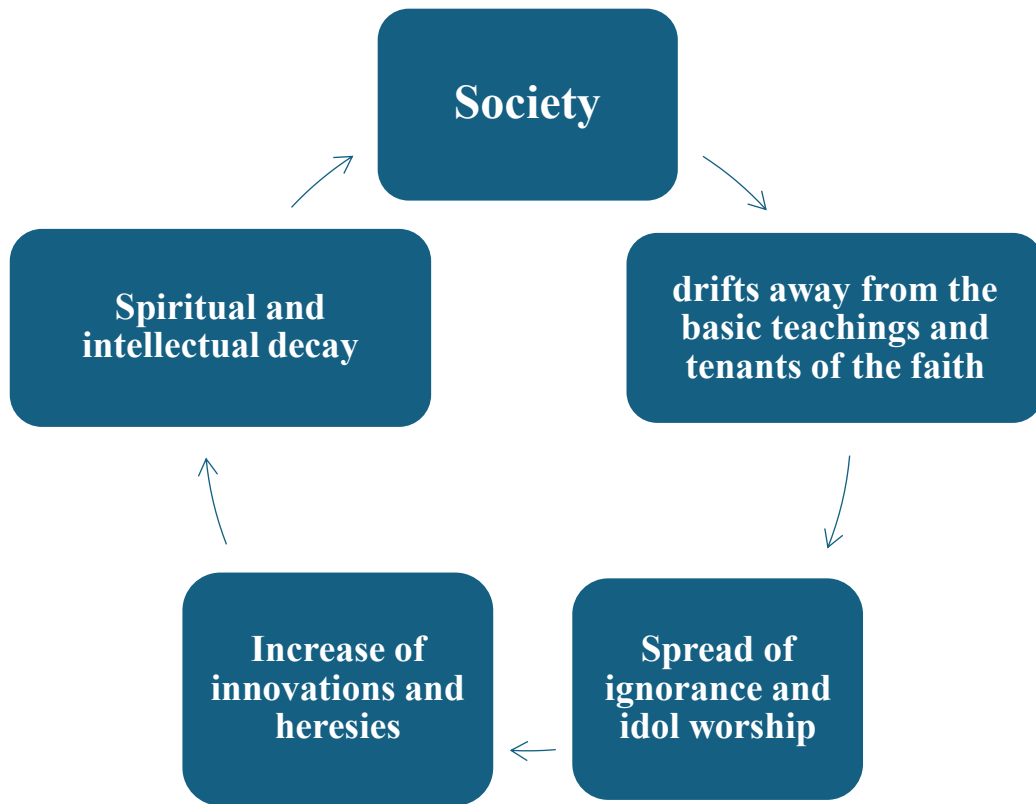 Society
drifts away from the
basic teachings and
tenants of the faith
Spread of
ignorance and
idol worship
Increase of
innovations and
heresies
Spiritual and
intellectual decay